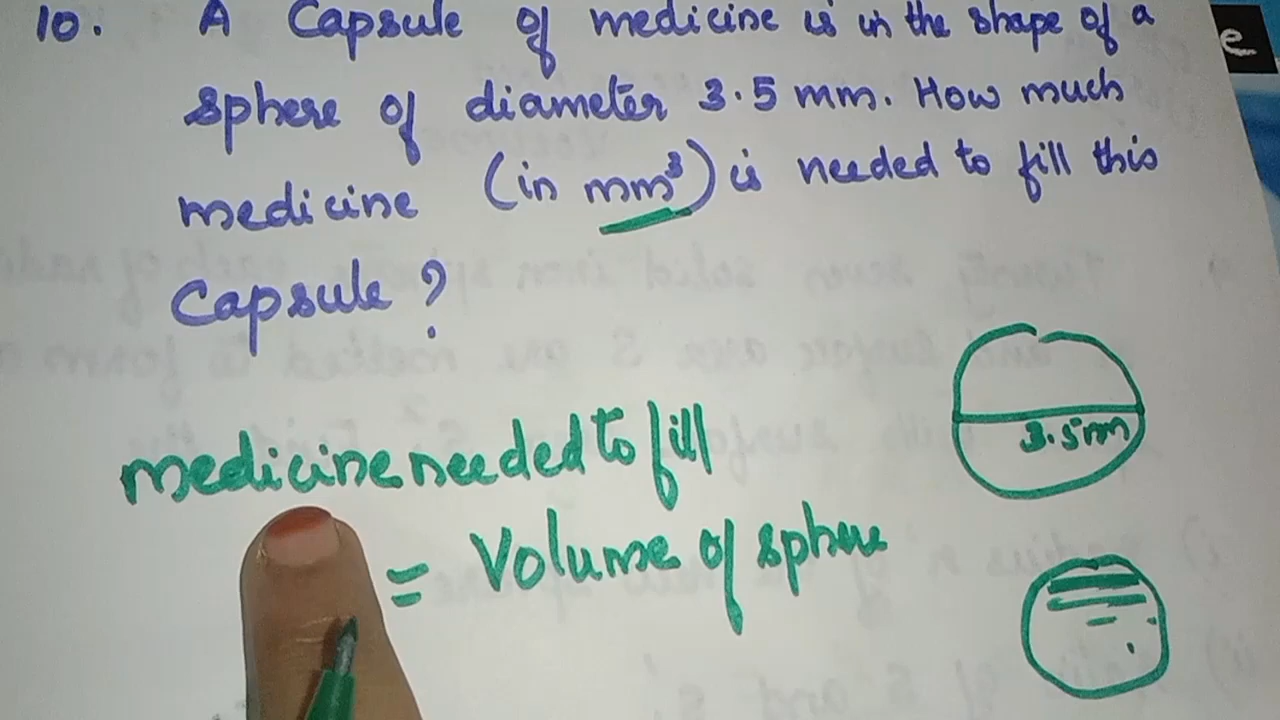 10. A Capsule of medicine is in the shape of a
sphere of diameter 3.5 mm. How much
medicine (in mm³) is needed to fill this
Capsule?
medicine needed to fill
= Volume of sphere
3.5mm
e